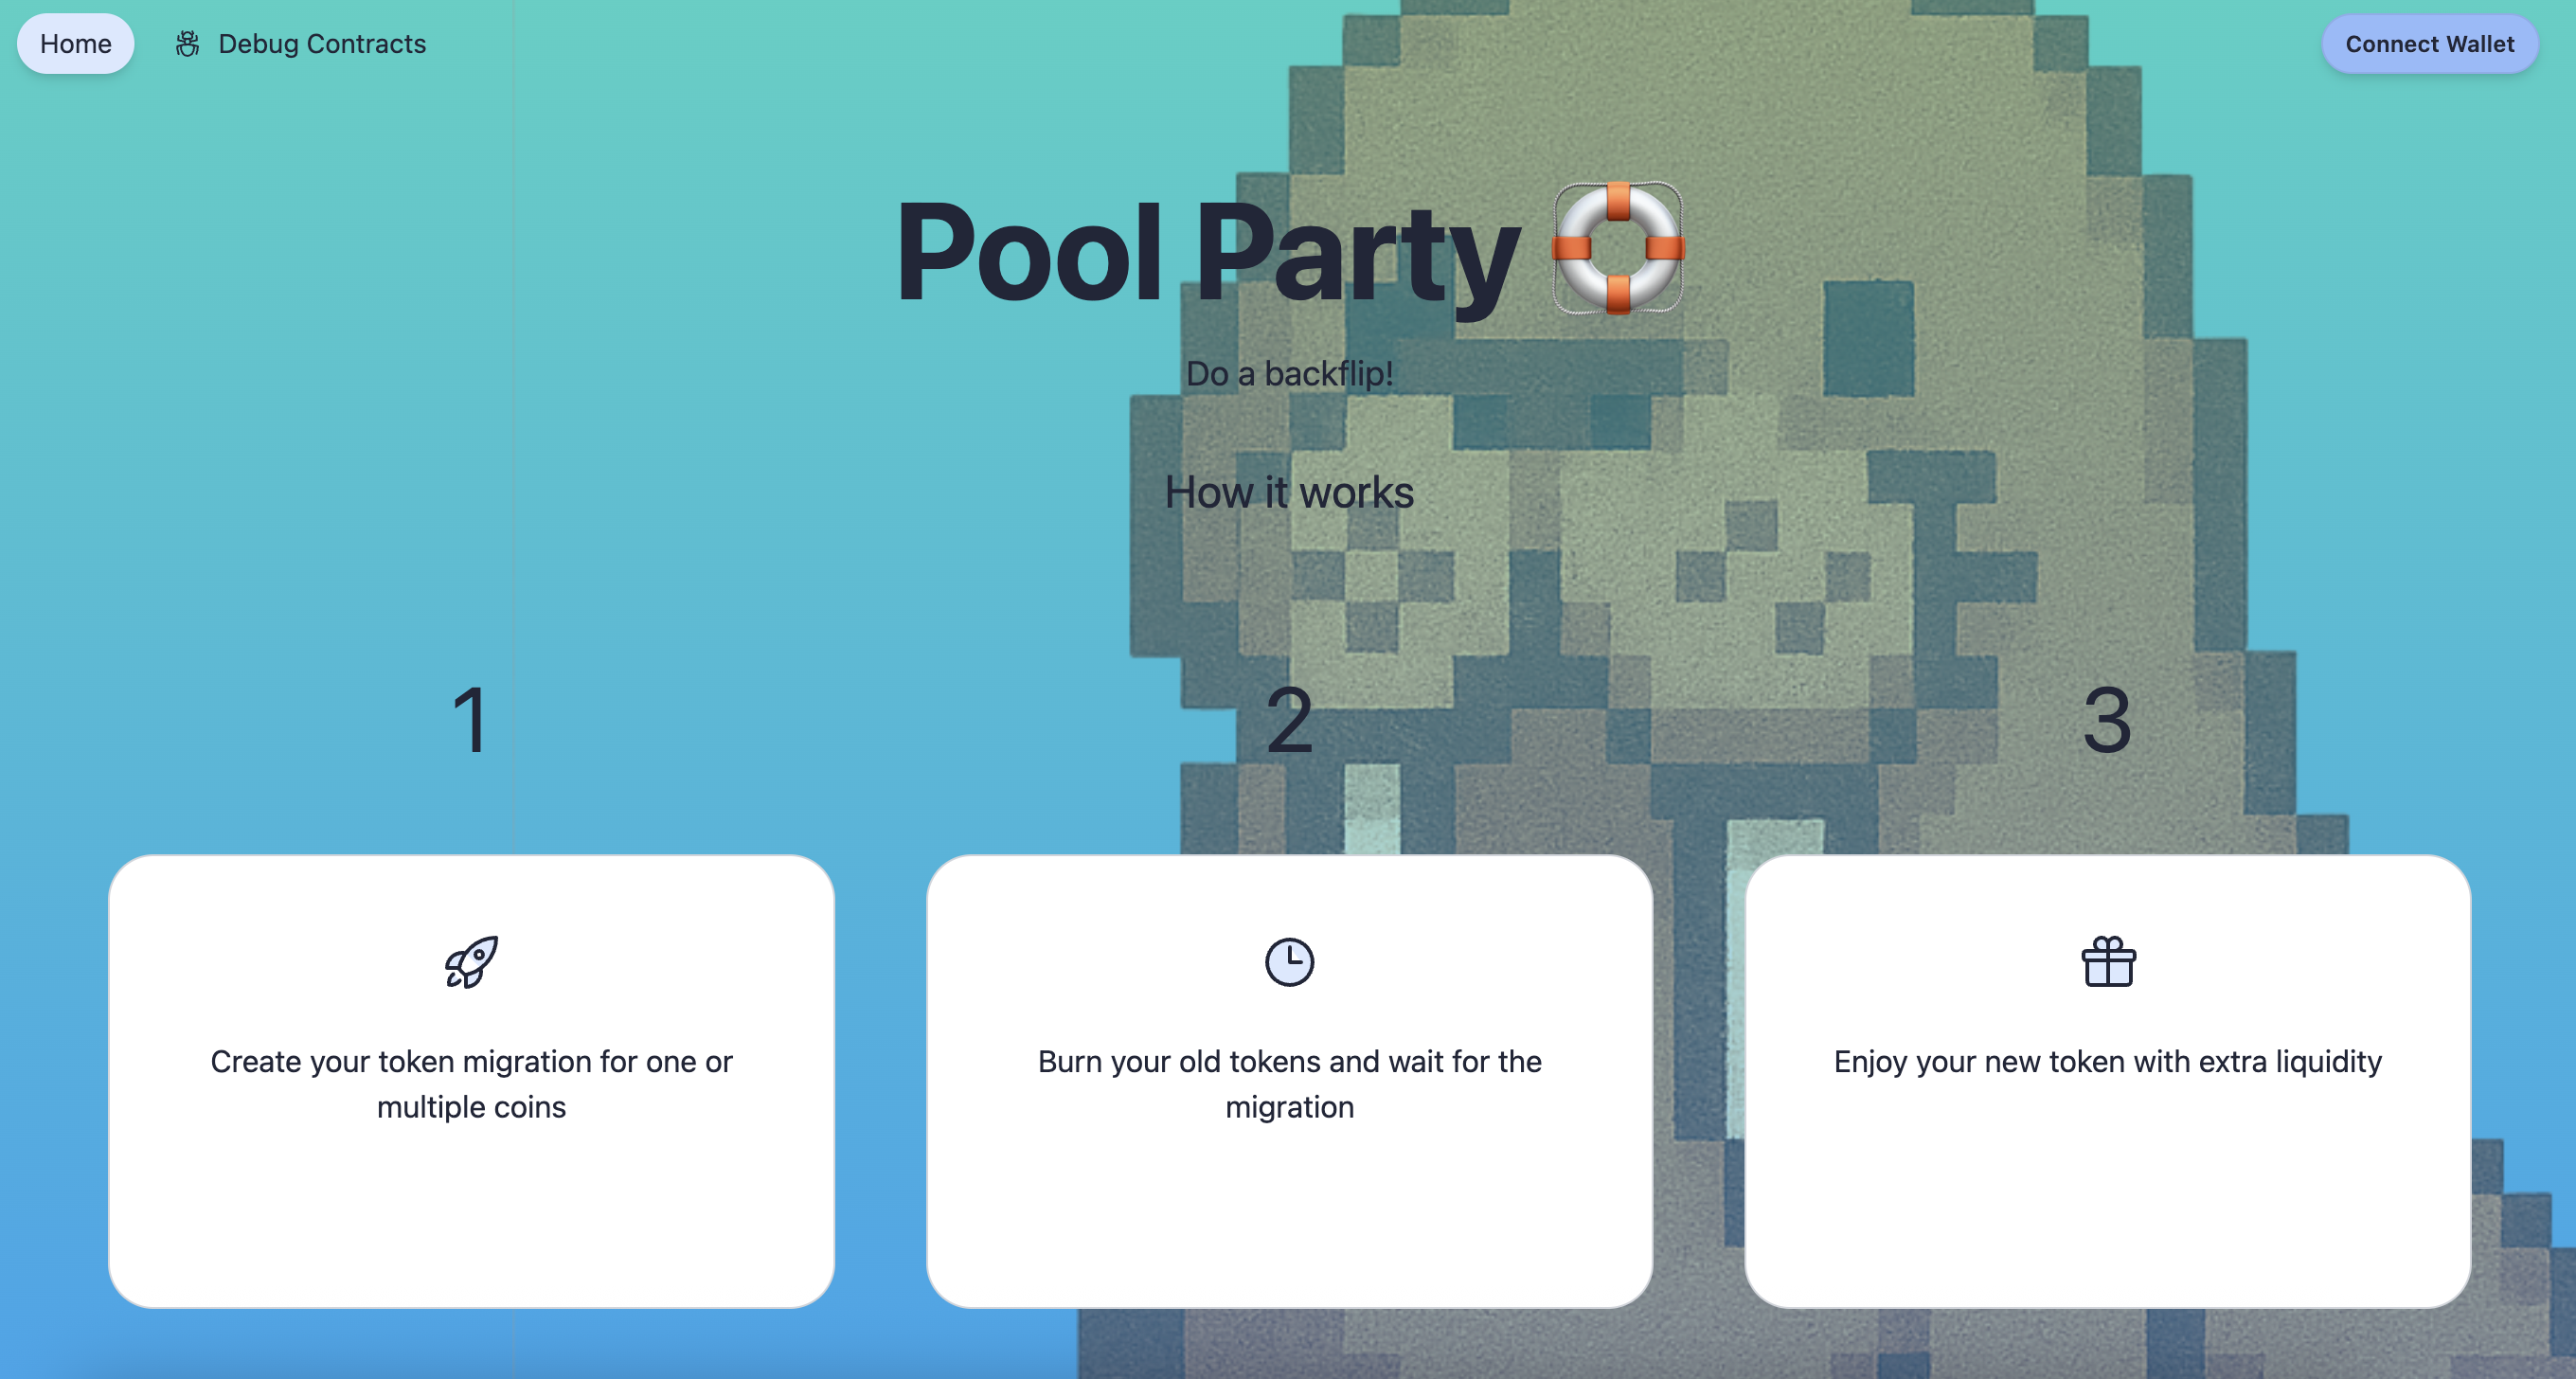 Home
Debug Contracts
Connect Wallet
Pool Party
Do a backflip!
How it works
1
2
3
Create your token migration for one or
multiple coins
Burn your old tokens and wait for the
migration
Enjoy your new token with extra liquidity